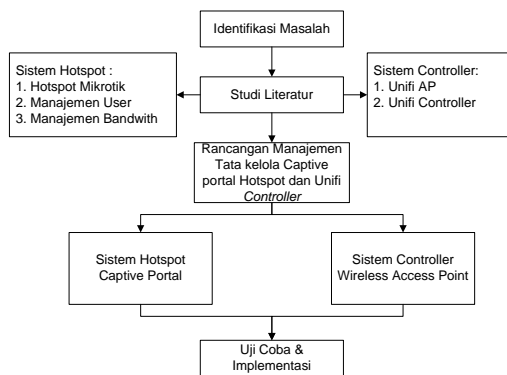 Identifikasi Masalah
Sistem Hotspot :
1. Hotspot Mikrotik
2. Manajemen User
3. Manajemen Bandwith
Studi Literatur
Sistem Controller:
1. Unifi AP
2. Unifi Controller
Rancangan Manajemen
Tata kelola Captive
portal Hotspot dan Unifi
Controller
Sistem Hotspot
Captive Portal
Sistem Controller
Wireless Access Point
Uji Coba &
Implementasi